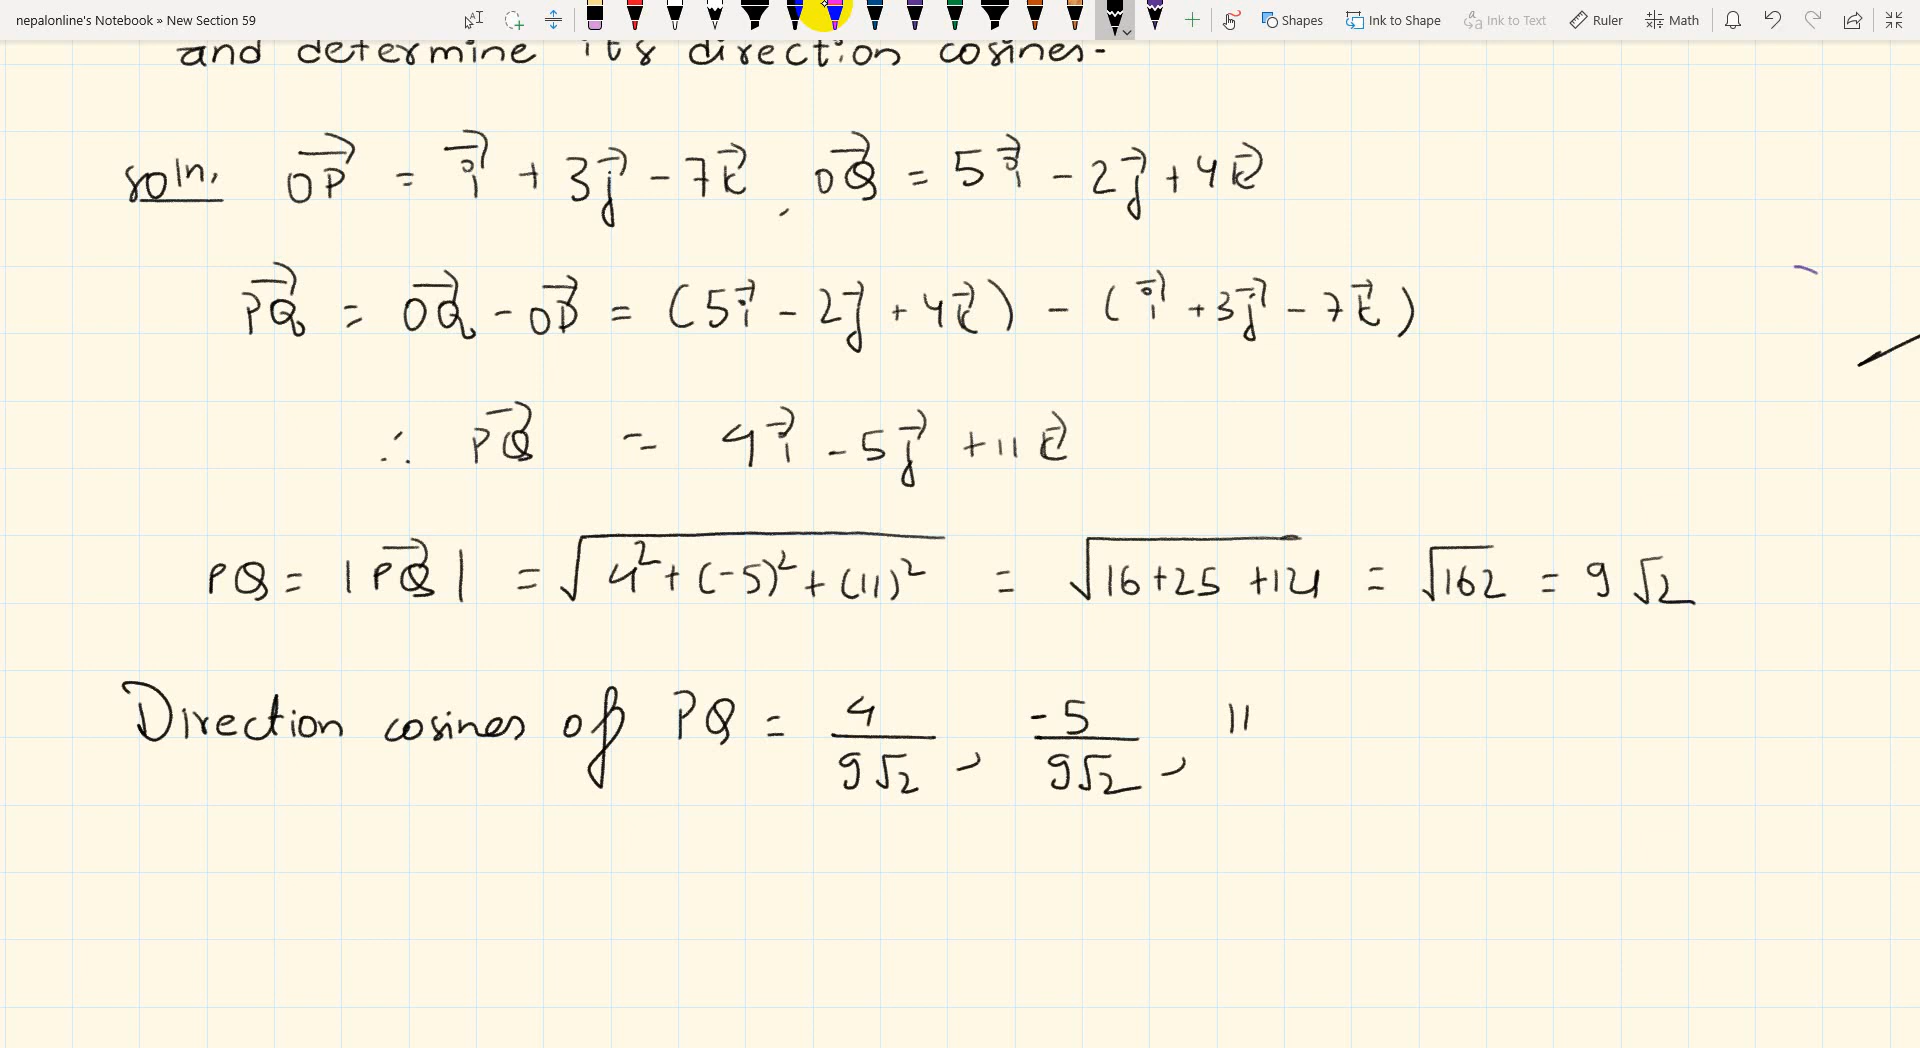 nepalonline's Notebook » New Section 59
Shapes Ink to Shape Ink to Text Ruler Math
and determine its direction cosines-
soln. OP⃗ = i⃗ + 3j⃗ - 7k⃗, OQ⃗ = 5i⃗ - 2j⃗ + 4k⃗
PQ⃗ = OQ⃗ - OP⃗ = (5i⃗ - 2j⃗ + 4k⃗) - (i⃗ + 3j⃗ - 7k⃗)
∴ PQ⃗ = 4i⃗ - 5j⃗ + 11k⃗
PQ = |PQ⃗| = √(4² + (-5)² + (11)²) = √(16+25+121) = √162 = 9√2
Direction cosines of PQ = 4/9√2, -5/9√2, 11